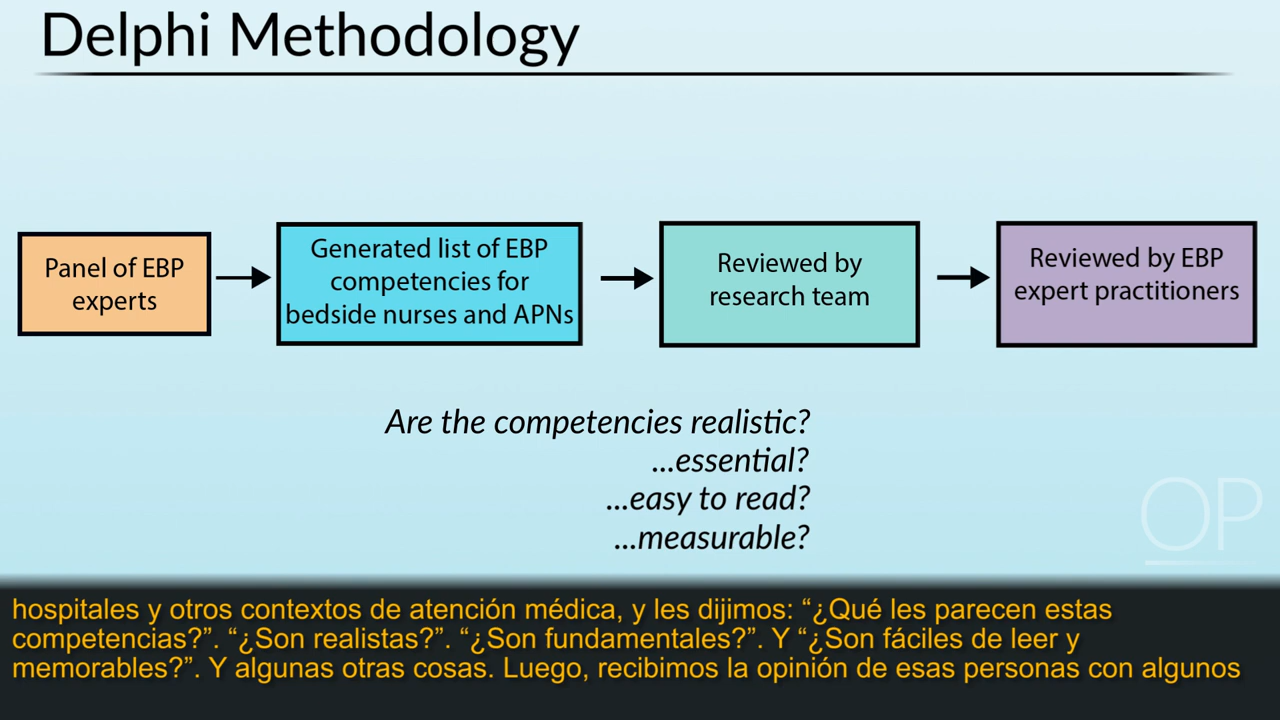 Delphi Methodology
Panel of EBP
experts
Generated list of EBP
competencies for
bedside nurses and APNs
Reviewed by
research team
Reviewed by EBP
expert practitioners
Are the competencies realistic?
...essential?
...easy to read?
...measurable?
OP
hospitales y otros contextos de atención médica, y les dijimos: “¿Qué les parecen estas
competencias?”. “¿Son realistas?”. “¿Son fundamentales?”. Y “¿Son fáciles de leer y
memorables?”. Y algunas otras cosas. Luego, recibimos la opinión de esas personas con algunos